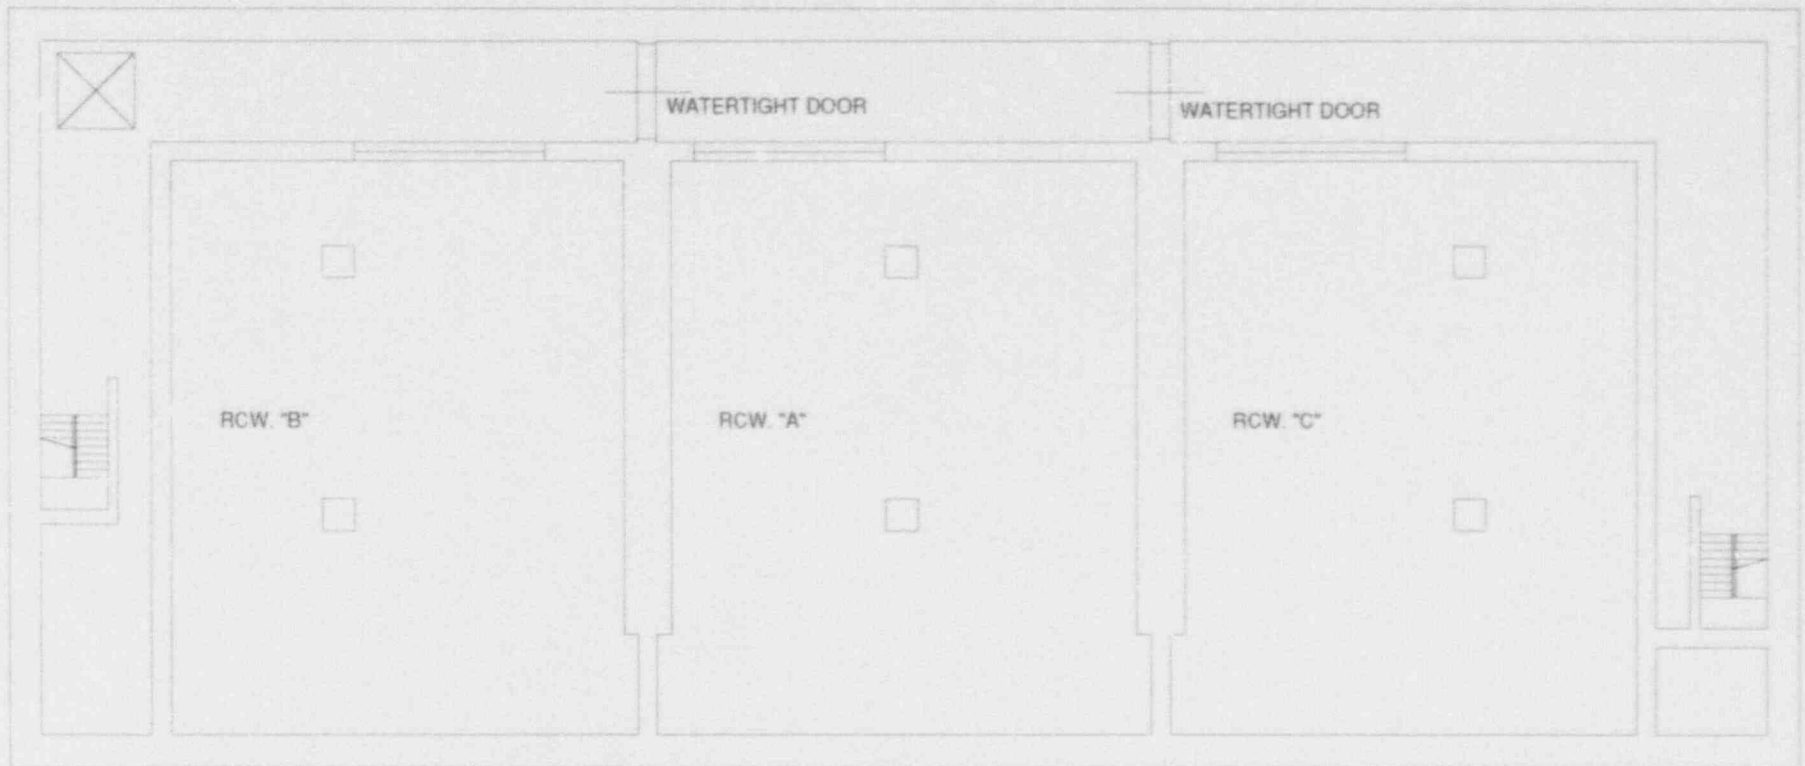 WATERTIGHT DOOR
WATERTIGHT DOOR
RCW. "B"
RCW. "A"
RCW. "C"